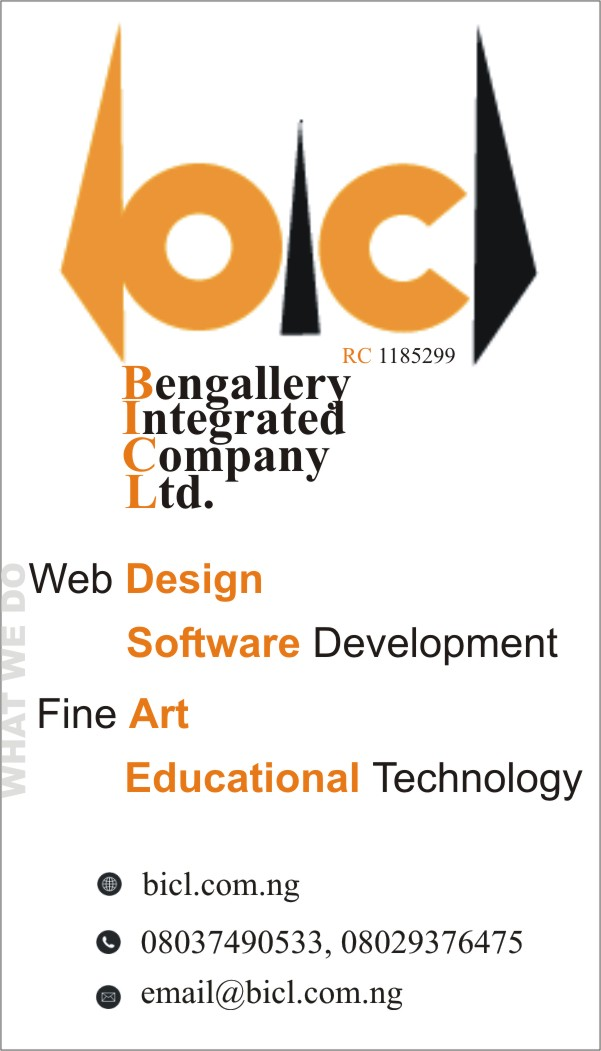 bicl
RC 1185299
Bengallery
Integrated
Company
Ltd.
WHAT WE DO
Web Design
Software Development
Fine Art
Educational Technology
bicl.com.ng
08037490533, 08029376475
email@bicl.com.ng